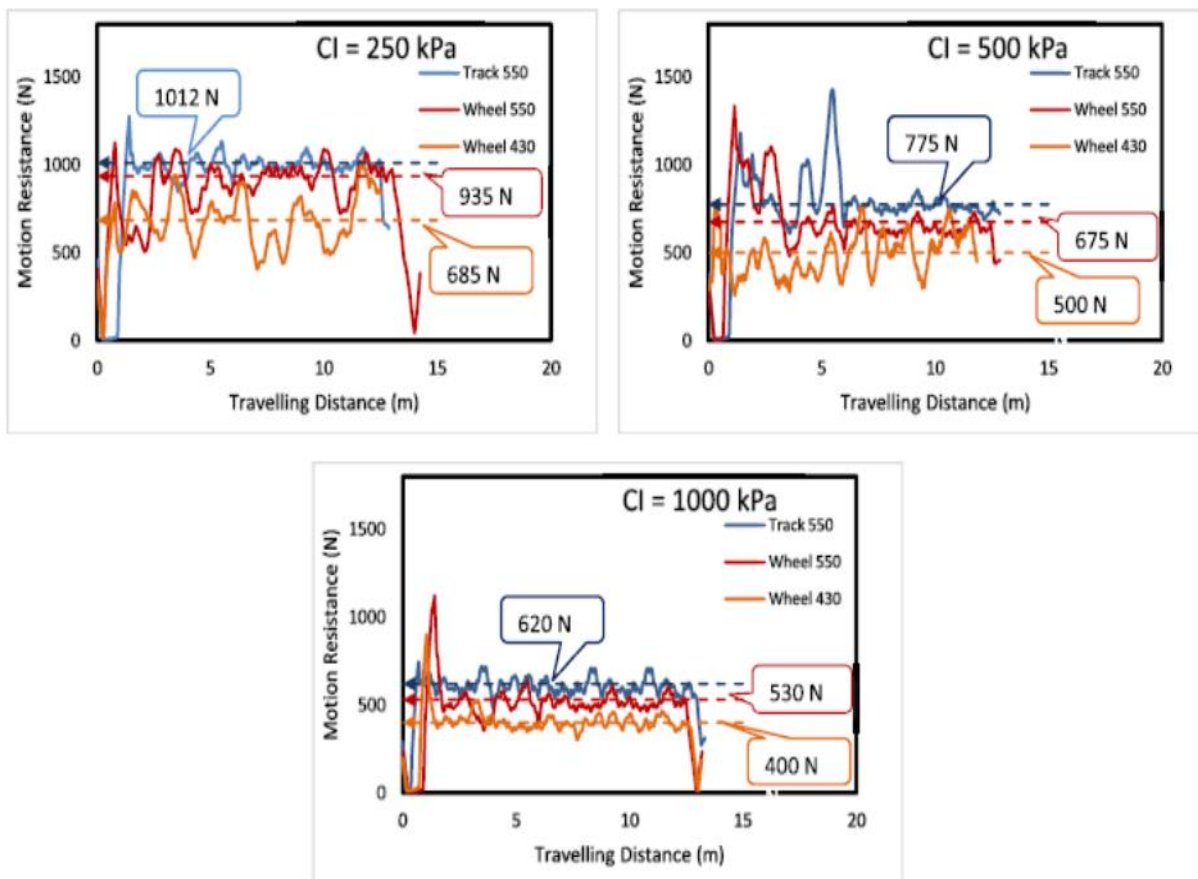 CI = 250 kPa
Motion Resistance (N)
1500
1000
500
0
Track 550
Wheel 550
Wheel 430
1012 N
935 N
685 N
0 5 10 15 20
Travelling Distance (m)
CI = 500 kPa
Motion Resistance (N)
1500
1000
500
0
Track 550
Wheel 550
Wheel 430
775 N
675 N
500 N
0 5 10 15 20
Travelling Distance (m)
CI = 1000 kPa
Motion Resistance (N)
1500
1000
500
0
Track 550
Wheel 550
Wheel 430
620 N
530 N
400 N
0 5 10 15 20
Travelling Distance (m)